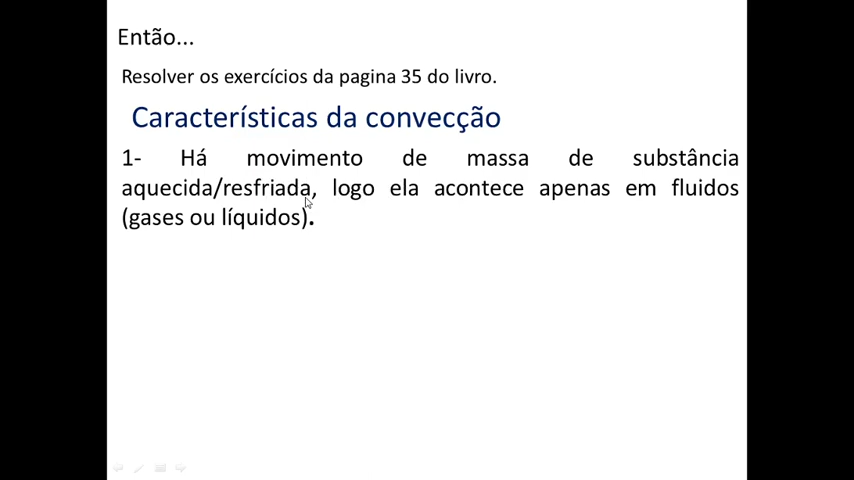 Então...
Resolver os exercícios da pagina 35 do livro.
Características da convecção
1- Há movimento de massa de substância
aquecida/resfriada, logo ela acontece apenas em fluidos
(gases ou líquidos).